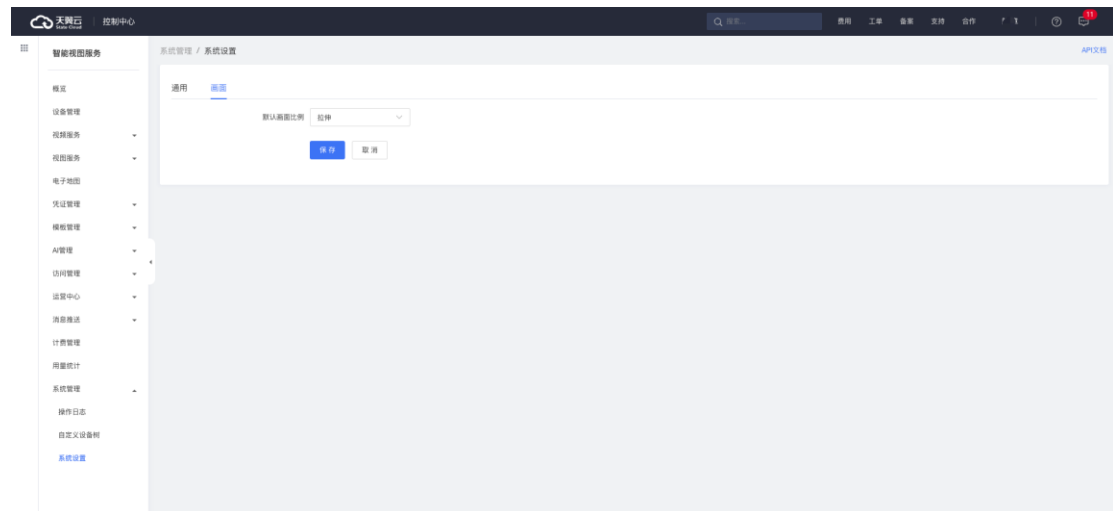 天翼云 控制中心 搜索... 费用 工单 备案 支持 合作 11
State Cloud
智能视图服务 系统管理 / 系统设置 API文档
概览 通用 画面
设备管理 默认画面比例 拉伸
视频服务
视图服务 保存 取消
电子地图
凭证管理
模板管理
AI管理
访问管理
运营中心
消息推送
计费管理
用量统计
系统管理
操作日志
自定义设备树
系统设置